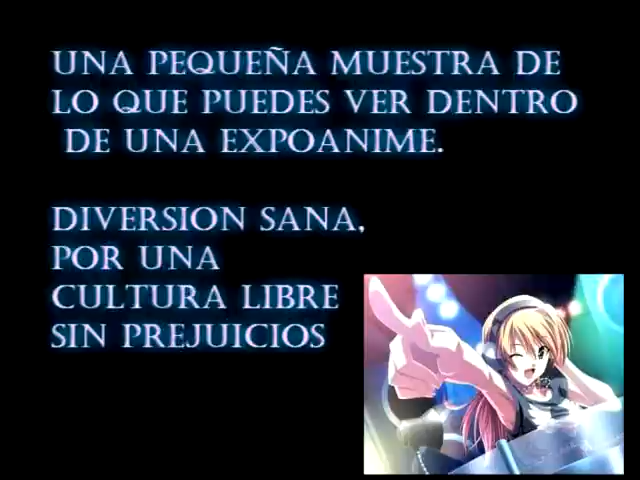 UNA PEQUEÑA MUESTRA DE
LO QUE PUEDES VER DENTRO
DE UNA EXPOANIME.
DIVERSION SANA,
POR UNA
CULTURA LIBRE
SIN PREJUICIOS